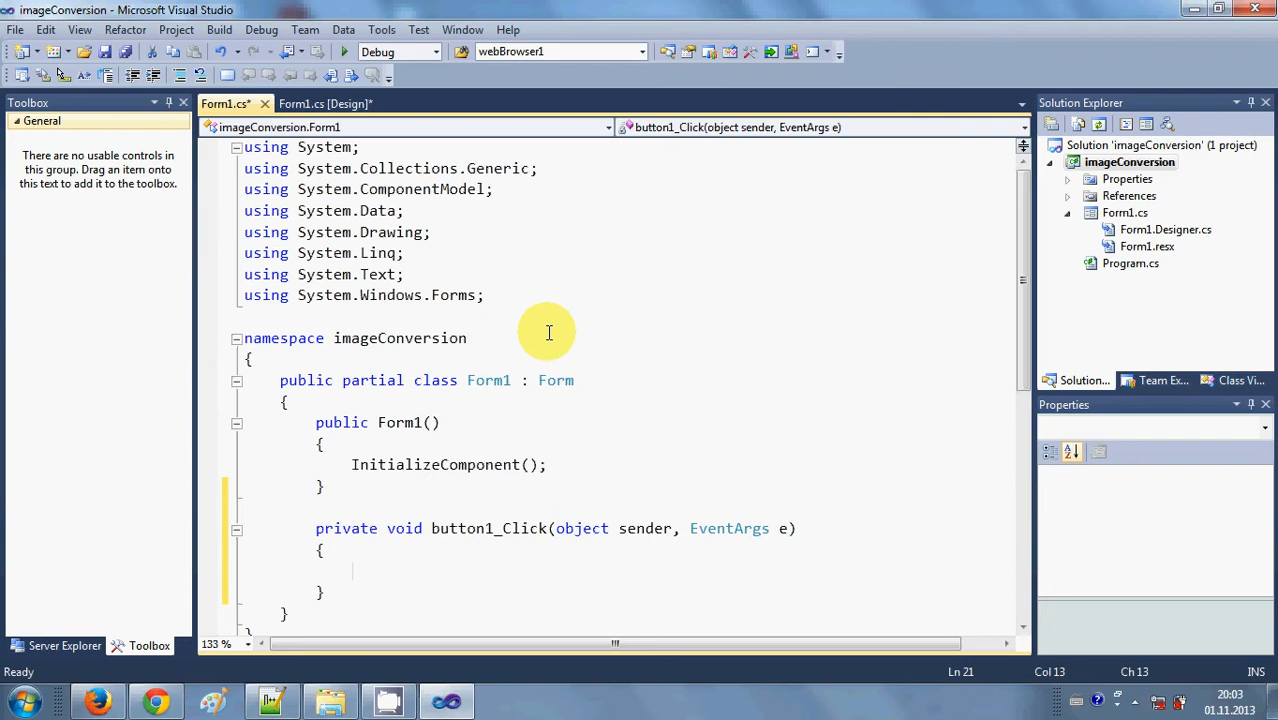 imageConversion - Microsoft Visual Studio
File Edit View Refactor Project Build Debug Team Data Tools Test Window Help
Debug webBrowser1
Toolbox
General
There are no usable controls in
this group. Drag an item onto
this text to add it to the toolbox.
Server Explorer Toolbox
Form1.cs* Form1.cs [Design]*
imageConversion.Form1 button1_Click(object sender, EventArgs e)
using System;
using System.Collections.Generic;
using System.ComponentModel;
using System.Data;
using System.Drawing;
using System.Linq;
using System.Text;
using System.Windows.Forms;
namespace imageConversion
{
public partial class Form1 : Form
{
public Form1()
{
InitializeComponent();
}
private void button1_Click(object sender, EventArgs e)
{
}
}
}
133 %
Solution Explorer
Solution 'imageConversion' (1 project)
imageConversion
Properties
References
Form1.cs
Form1.Designer.cs
Form1.resx
Program.cs
Solution... Team Ex... Class Vi...
Properties
Ready Ln 21 Col 13 Ch 13 INS
20:03
01.11.2013